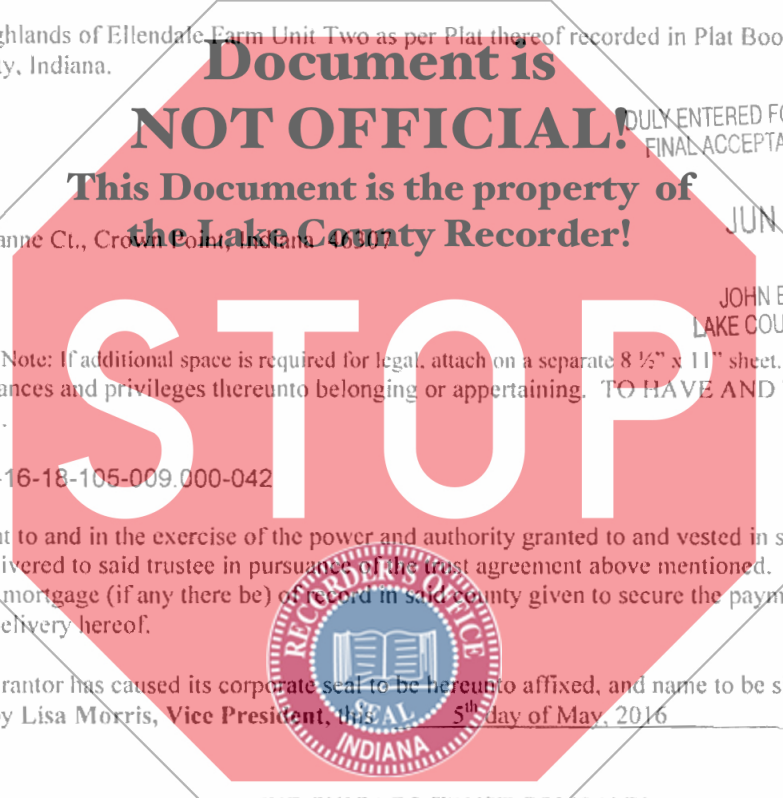 ghlands of Ellendale Farm Unit Two as per Plat thereof recorded in Plat Boo
y, Indiana.
Document is
NOT OFFICIAL!
DULY ENTERED FO
FINAL ACCEPTA
This Document is the property of
the Lake County Recorder!
JUN
anne Ct., Crown Point, Indiana 46307
JOHN E
LAKE COU
STOP
Note: If additional space is required for legal, attach on a separate 8 ½” x 11” sheet.
ances and privileges thereunto belonging or appertaining. TO HAVE AND
-16-18-105-009.000-042
nt to and in the exercise of the power and authority granted to and vested in s
ivered to said trustee in pursuance of the trust agreement above mentioned.
mortgage (if any there be) of record in said county given to secure the paym
elivery hereof.
RECORDER'S OFFICE
SEAL
INDIANA
rantor has caused its corporate seal to be hereunto affixed, and name to be s
y Lisa Morris, Vice President, this 5th day of May, 2016